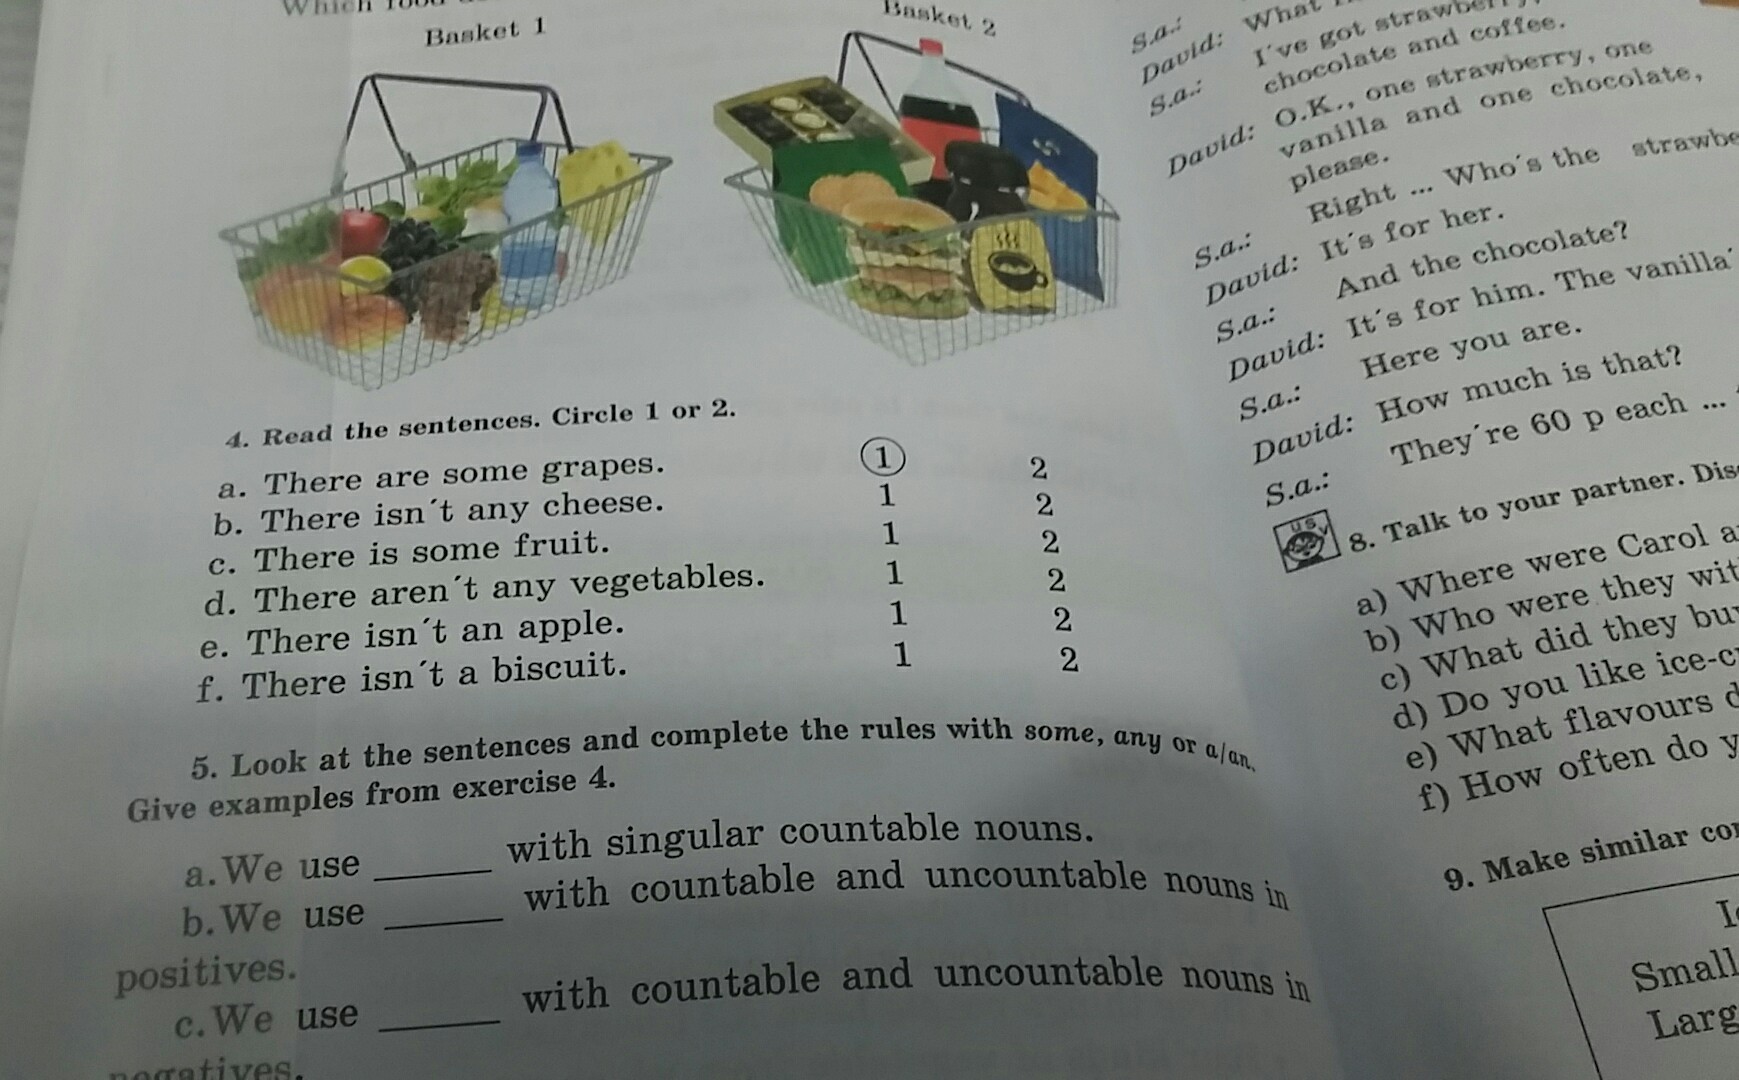 Which
Basket 1
Basket 2
4. Read the sentences. Circle 1 or 2.
a. There are some grapes. 1 2
b. There isn´t any cheese. 1 2
c. There is some fruit. 1 2
d. There aren´t any vegetables. 1 2
e. There isn´t an apple. 1 2
f. There isn´t a biscuit. 1 2
5. Look at the sentences and complete the rules with some, any or a/an.
Give examples from exercise 4.
a. We use ______ with singular countable nouns.
b. We use ______ with countable and uncountable nouns in
positives.
c. We use ______ with countable and uncountable nouns in
negatives.
S.a.:
David: What
S.a.: I´ve got
chocolate and coffee.
David: O.K., one strawberry, one
vanilla and one chocolate,
please.
S.a.: Right ... Who´s the
David: It´s for her.
S.a.: And the chocolate?
David: It´s for him. The vanilla
S.a.: Here you are.
David: How much is that?
S.a.: They´re 60 p each ...
8. Talk to your partner.
a) Where were Carol
b) Who were they
c) What did they
d) Do you like
e) What flavours
f) How often do
9. Make similar
Small